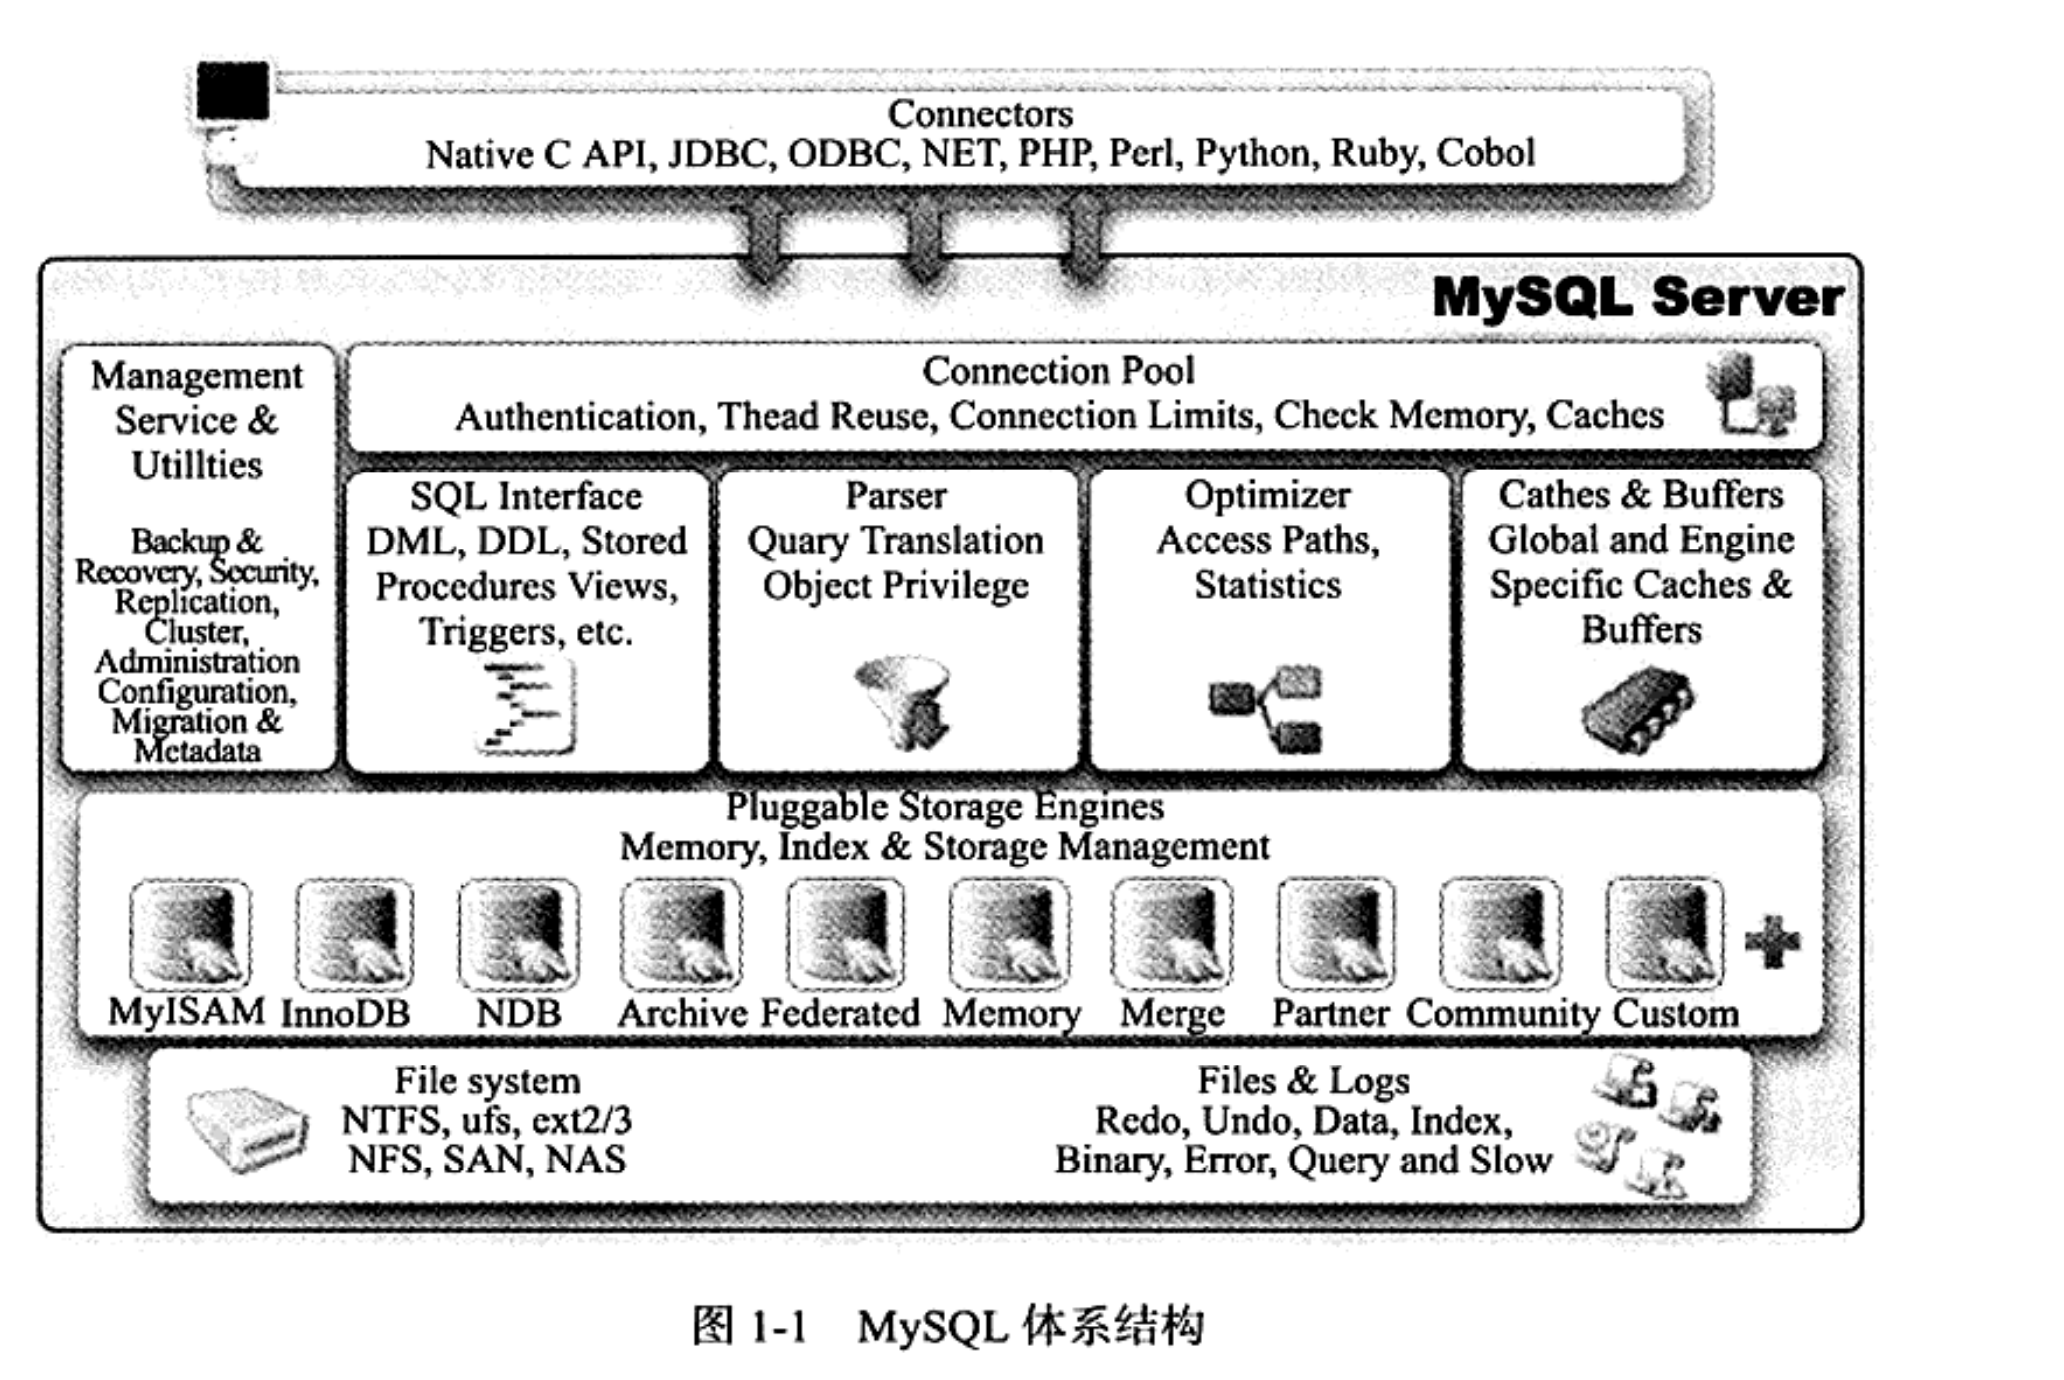 Connectors
Native C API, JDBC, ODBC, NET, PHP, Perl, Python, Ruby, Cobol
MySQL Server
Management
Service &
Utillties
Backup &
Recovery, Security,
Replication,
Cluster,
Administration
Configuration,
Migration &
Metadata
Connection Pool
Authentication, Thead Reuse, Connection Limits, Check Memory, Caches
SQL Interface
DML, DDL, Stored
Procedures Views,
Triggers, etc.
Parser
Quary Translation
Object Privilege
Optimizer
Access Paths,
Statistics
Cathes & Buffers
Global and Engine
Specific Caches &
Buffers
Pluggable Storage Engines
Memory, Index & Storage Management
MyISAM InnoDB NDB Archive Federated Memory Merge Partner Community Custom
File system
NTFS, ufs, ext2/3
NFS, SAN, NAS
Files & Logs
Redo, Undo, Data, Index,
Binary, Error, Query and Slow
图 1-1 MySQL 体系结构